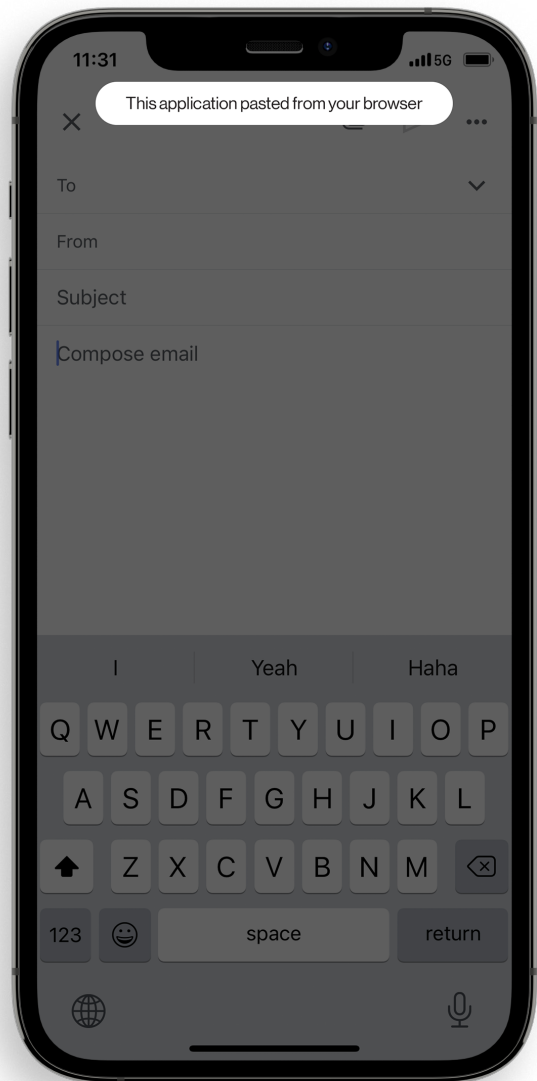 11:31
5G
This application pasted from your browser
To
From
Subject
Compose email
I Yeah Haha
Q W E R T Y U I O P
A S D F G H J K L
Z X C V B N M
123 space return